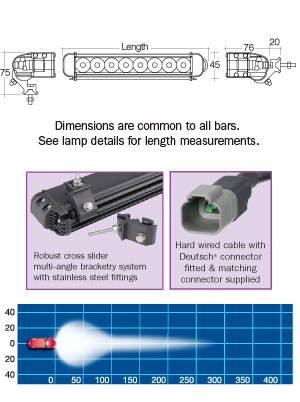 Length
76
20
75
45
Dimensions are common to all bars.
See lamp details for length measurements.
Robust cross slider
multi-angle bracketry system
with stainless steel fittings
Hard wired cable with
Deutsch® connector
fitted & matching
connector supplied
40
20
0
20
40
0 50 100 150 200 250 300 350 400